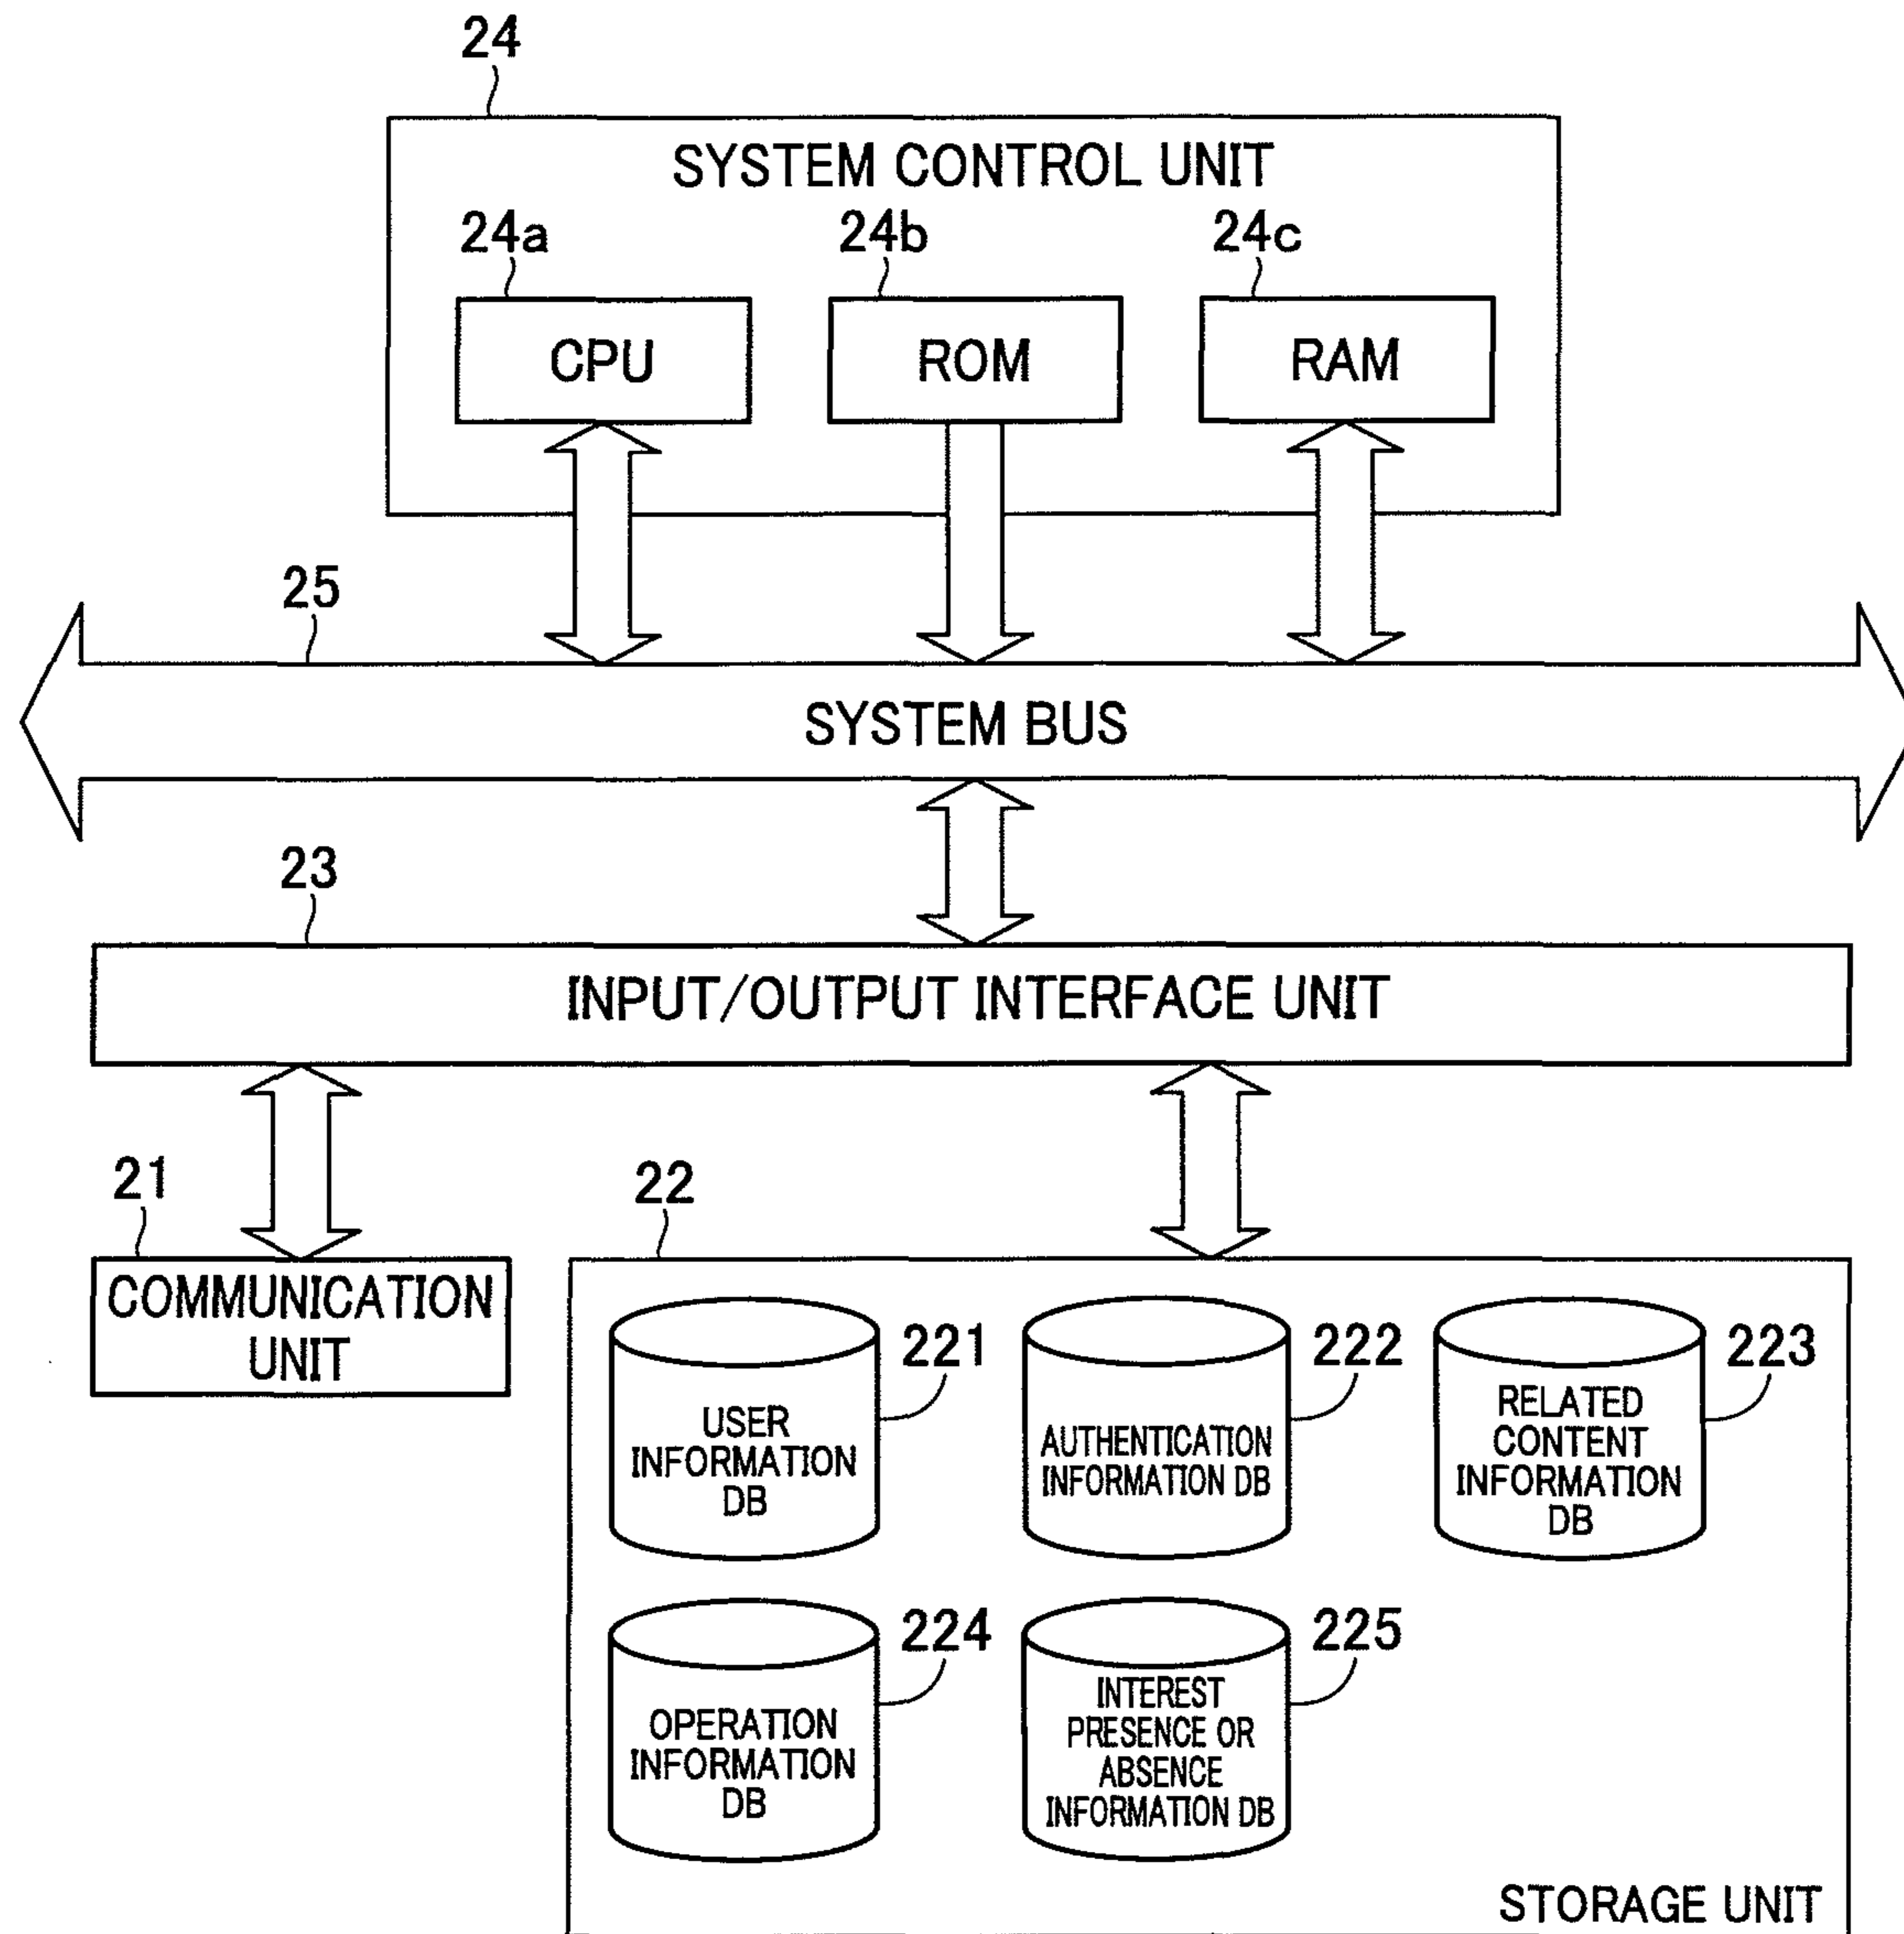 24
SYSTEM CONTROL UNIT
24a
24b
24c
CPU
ROM
RAM
25
SYSTEM BUS
23
INPUT/OUTPUT INTERFACE UNIT
21
22
COMMUNICATION
UNIT
221
USER
INFORMATION
DB
222
AUTHENTICATION
INFORMATION DB
223
RELATED
CONTENT
INFORMATION
DB
224
OPERATION
INFORMATION
DB
225
INTEREST
PRESENCE OR
ABSENCE
INFORMATION DB
STORAGE UNIT